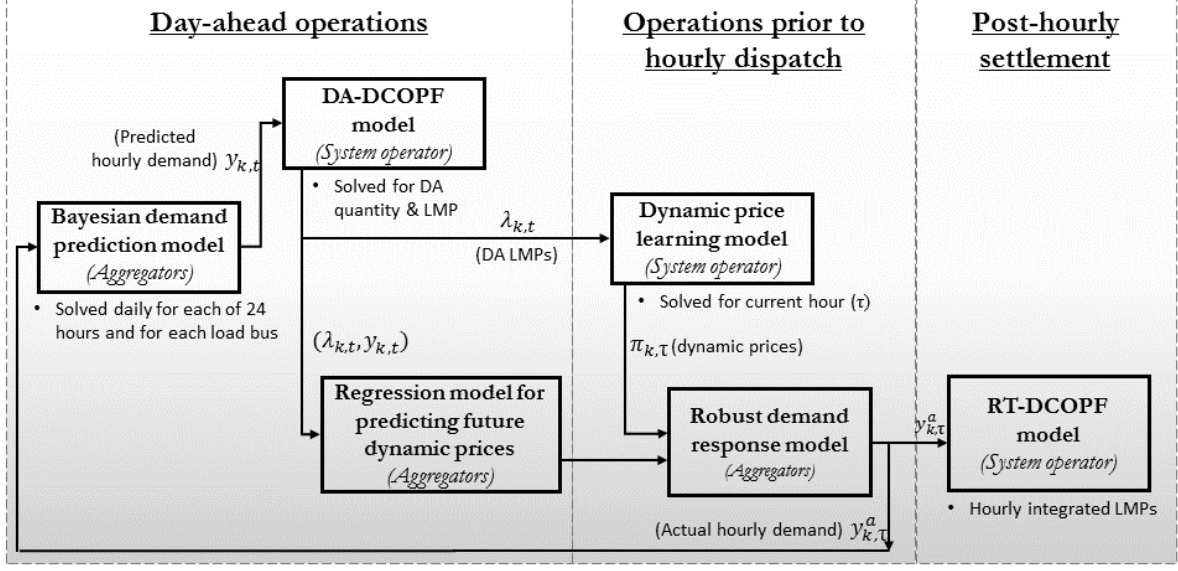 Day-ahead operations
Operations prior to
hourly dispatch
Post-hourly
settlement
DA-DCOPF
model
(System operator)
(Predicted
hourly demand) y_{k,t}
• Solved for DA
quantity & LMP
Bayesian demand
prediction model
(Aggregators)
• Solved daily for each of 24
hours and for each load bus
λ_{k,t}
(DA LMPs)
Dynamic price
learning model
(System operator)
• Solved for current hour (τ)
(λ_{k,t}, y_{k,t})
π_{k,τ} (dynamic prices)
Regression model for
predicting future
dynamic prices
(Aggregators)
Robust demand
response model
(Aggregators)
y^a_{k,τ}
RT-DCOPF
model
(System operator)
• Hourly integrated LMPs
(Actual hourly demand) y^a_{k,τ}